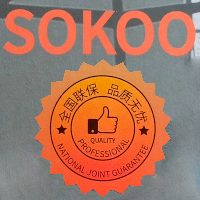 SOKOO
全国联保 品质无忧
QUALITY
PROFESSIONAL
NATIONAL JOINT GUARANTEE